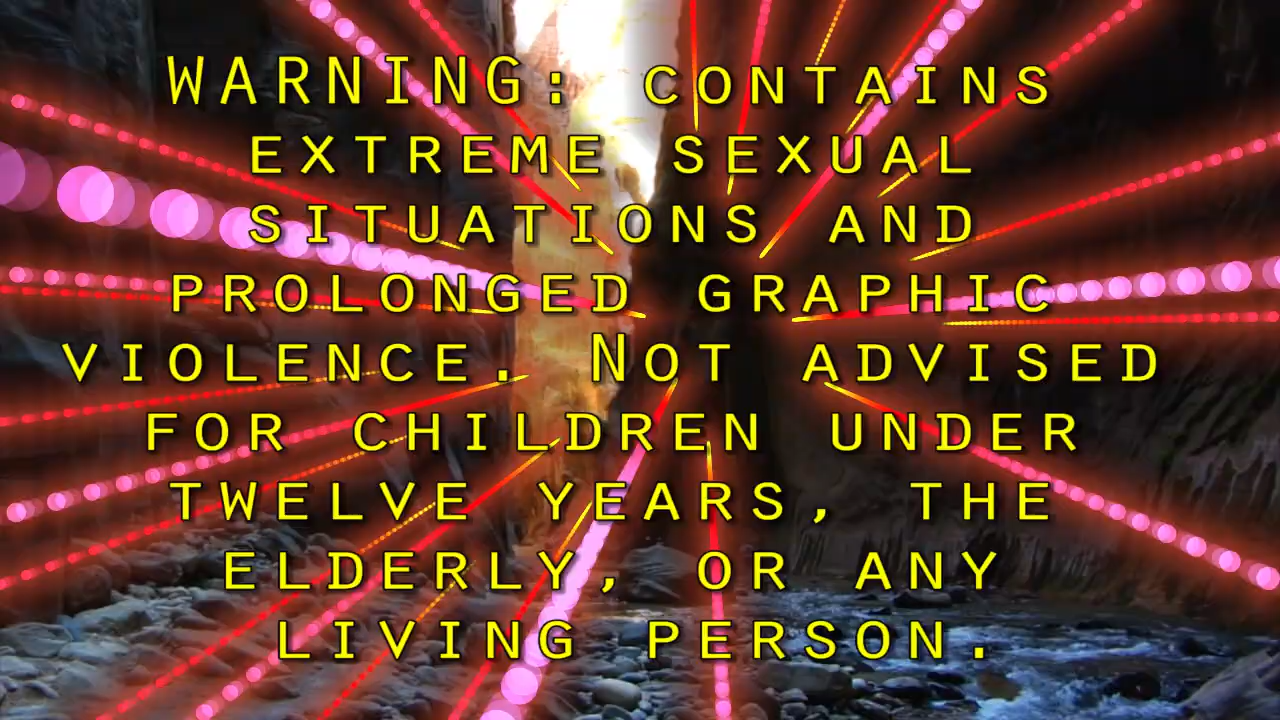 WARNING: CONTAINS
EXTREME SEXUAL
SITUATIONS AND
PROLONGED GRAPHIC
VIOLENCE. NOT ADVISED
FOR CHILDREN UNDER
TWELVE YEARS, THE
ELDERLY, OR ANY
LIVING PERSON.